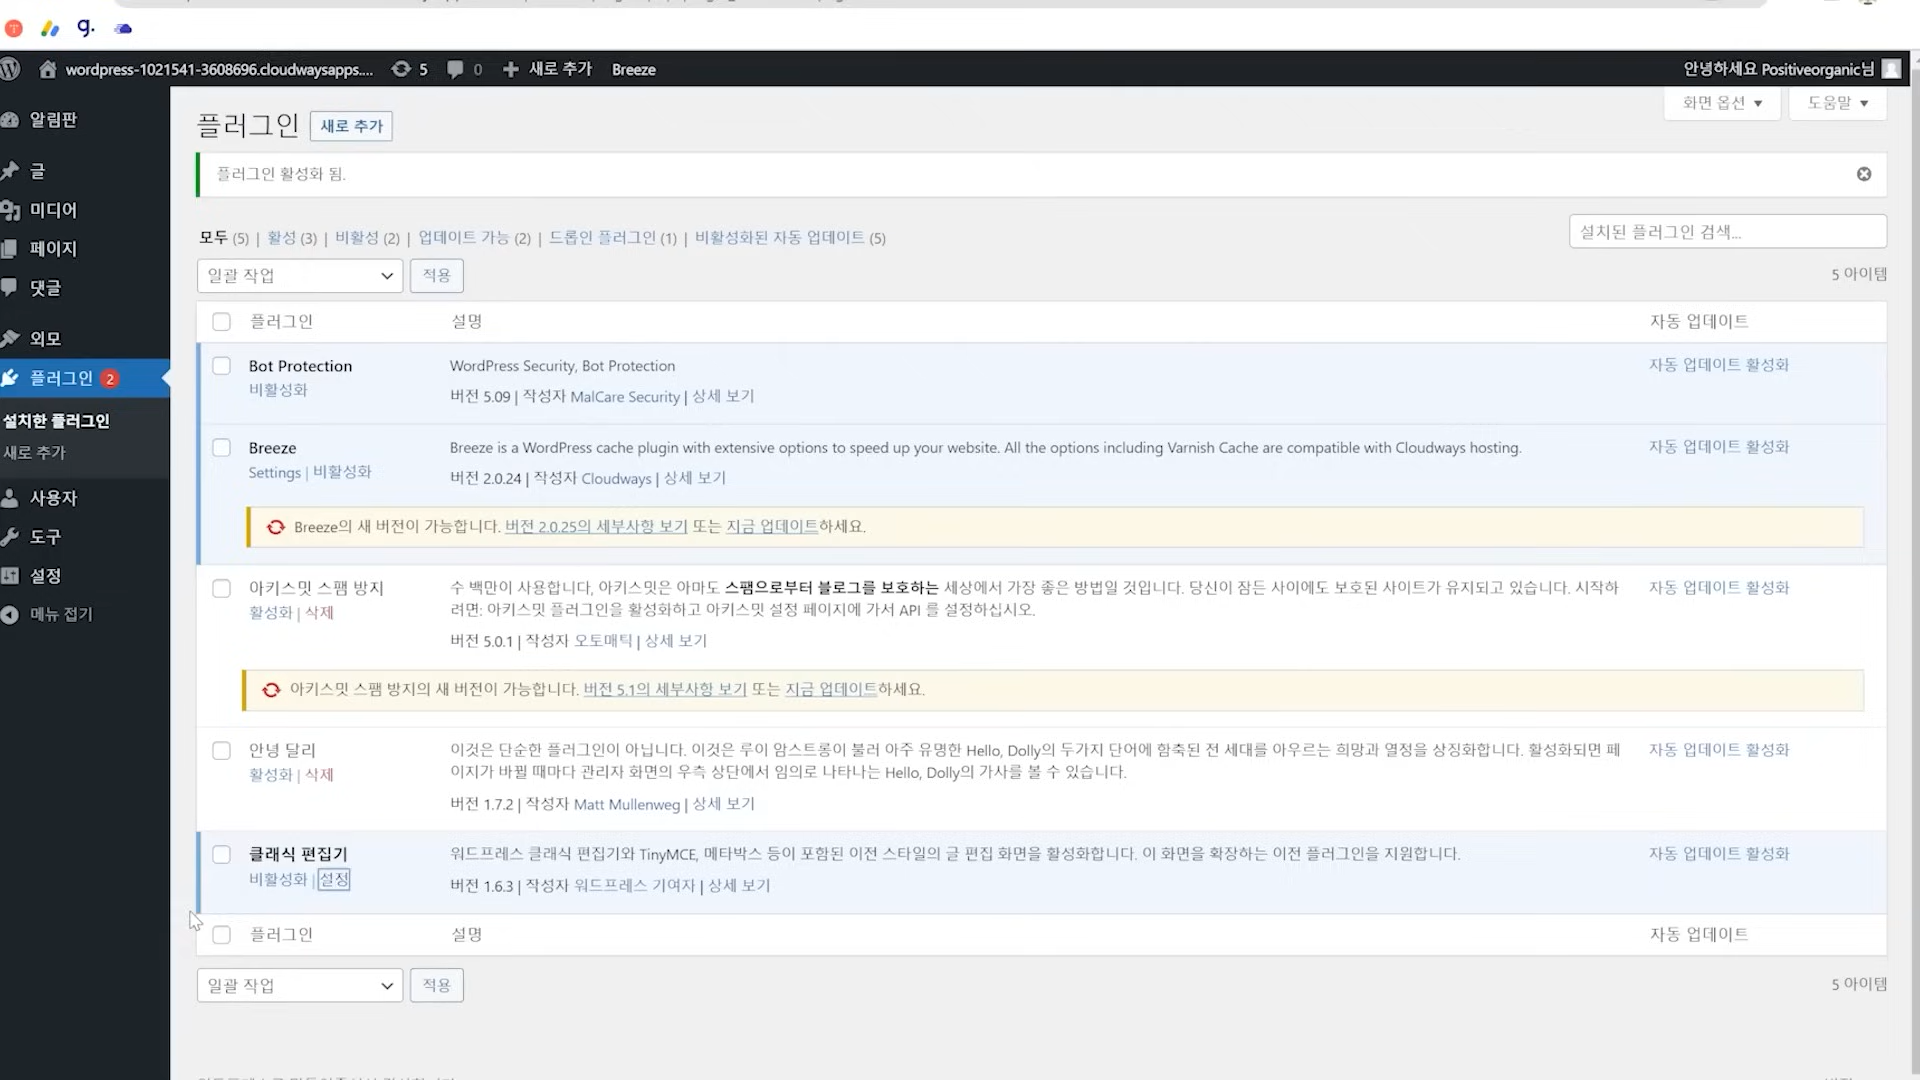 g.
wordpress-1021541-3608696.cloudwaysapps.... 5 0 새로 추가 Breeze 안녕하세요 Positiveorganic님
알림판
글
미디어
페이지
댓글
외모
플러그인 2
설치한 플러그인
새로 추가
사용자
도구
설정
메뉴 접기
화면 옵션 ▼ 도움말 ▼
플러그인 새로 추가
플러그인 활성화 됨.
모두 (5) | 활성 (3) | 비활성 (2) | 업데이트 가능 (2) | 드롭인 플러그인 (1) | 비활성화된 자동 업데이트 (5)
설치된 플러그인 검색...
일괄 작업 적용 5 아이템
플러그인 설명 자동 업데이트
Bot Protection WordPress Security, Bot Protection 자동 업데이트 활성화
비활성화 버전 5.09 | 작성자 MalCare Security | 상세 보기
Breeze Breeze is a WordPress cache plugin with extensive options to speed up your website. All the options including Varnish Cache are compatible with Cloudways hosting. 자동 업데이트 활성화
Settings | 비활성화 버전 2.0.24 | 작성자 Cloudways | 상세 보기
Breeze의 새 버전이 가능합니다. 버전 2.0.25의 세부사항 보기 또는 지금 업데이트하세요.
아키스밋 스팸 방지 수 백만이 사용합니다, 아키스밋은 아마도 스팸으로부터 블로그를 보호하는 세상에서 가장 좋은 방법일 것입니다. 당신이 잠든 사이에도 보호된 사이트가 유지되고 있습니다. 시작하 자동 업데이트 활성화
활성화 | 삭제 려면: 아키스밋 플러그인을 활성화하고 아키스밋 설정 페이지에 가서 API 를 설정하십시오.
버전 5.0.1 | 작성자 오토매틱 | 상세 보기
아키스밋 스팸 방지의 새 버전이 가능합니다. 버전 5.1의 세부사항 보기 또는 지금 업데이트하세요.
안녕 달리 이것은 단순한 플러그인이 아닙니다. 이것은 루이 암스트롱이 불러 아주 유명한 Hello, Dolly의 두가지 단어에 함축된 전 세대를 아우르는 희망과 열정을 상징화합니다. 활성화되면 페 자동 업데이트 활성화
활성화 | 삭제 이지가 바뀔 때마다 관리자 화면의 우측 상단에서 임의로 나타나는 Hello, Dolly의 가사를 볼 수 있습니다.
버전 1.7.2 | 작성자 Matt Mullenweg | 상세 보기
클래식 편집기 워드프레스 클래식 편집기와 TinyMCE, 메타박스 등이 포함된 이전 스타일의 글 편집 화면을 활성화합니다. 이 화면을 확장하는 이전 플러그인을 지원합니다. 자동 업데이트 활성화
비활성화 | 설정 버전 1.6.3 | 작성자 워드프레스 기여자 | 상세 보기
플러그인 설명 자동 업데이트
일괄 작업 적용 5 아이템